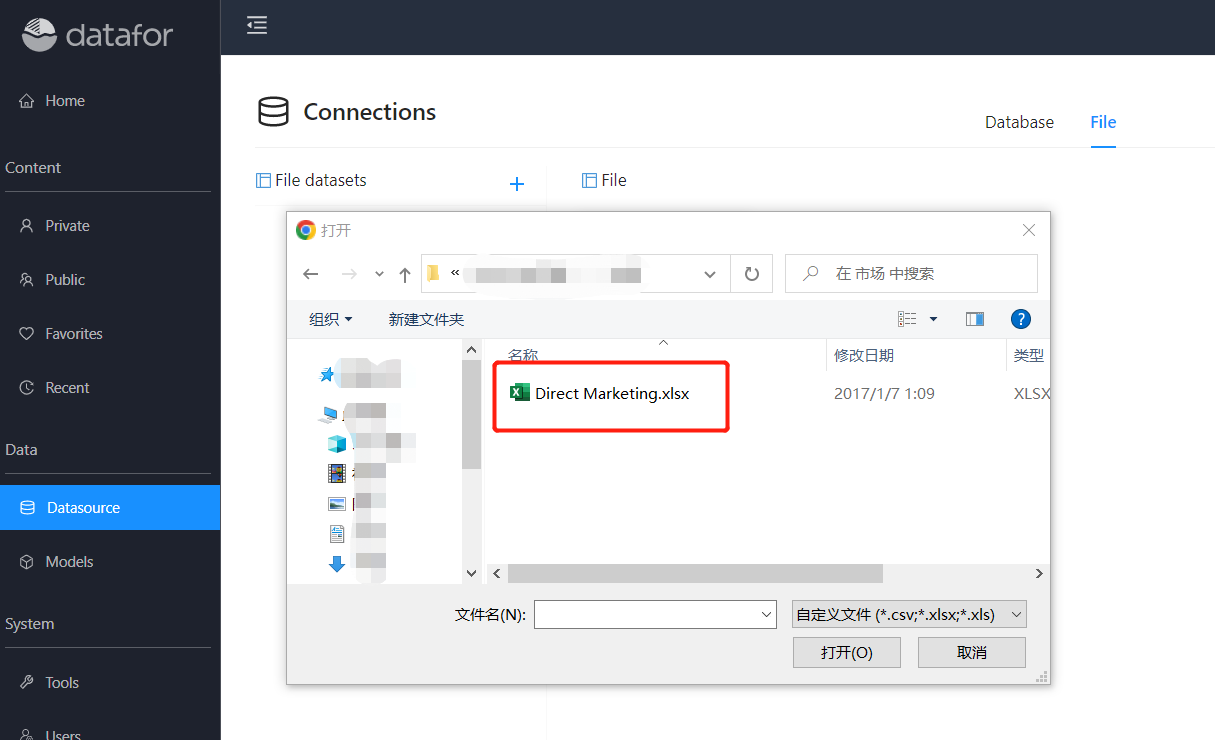 datafor
Home
Content
Private
Public
Favorites
Recent
Data
Datasource
Models
System
Tools
Users
Connections
Database
File
File datasets
+
File
打开
«
在 市场 中搜索
组织
新建文件夹
?
名称
修改日期
类型
Direct Marketing.xlsx
2017/1/7 1:09
XLSX
文件名(N):
自定义文件 (*.csv;*.xlsx;*.xls)
打开(O)
取消